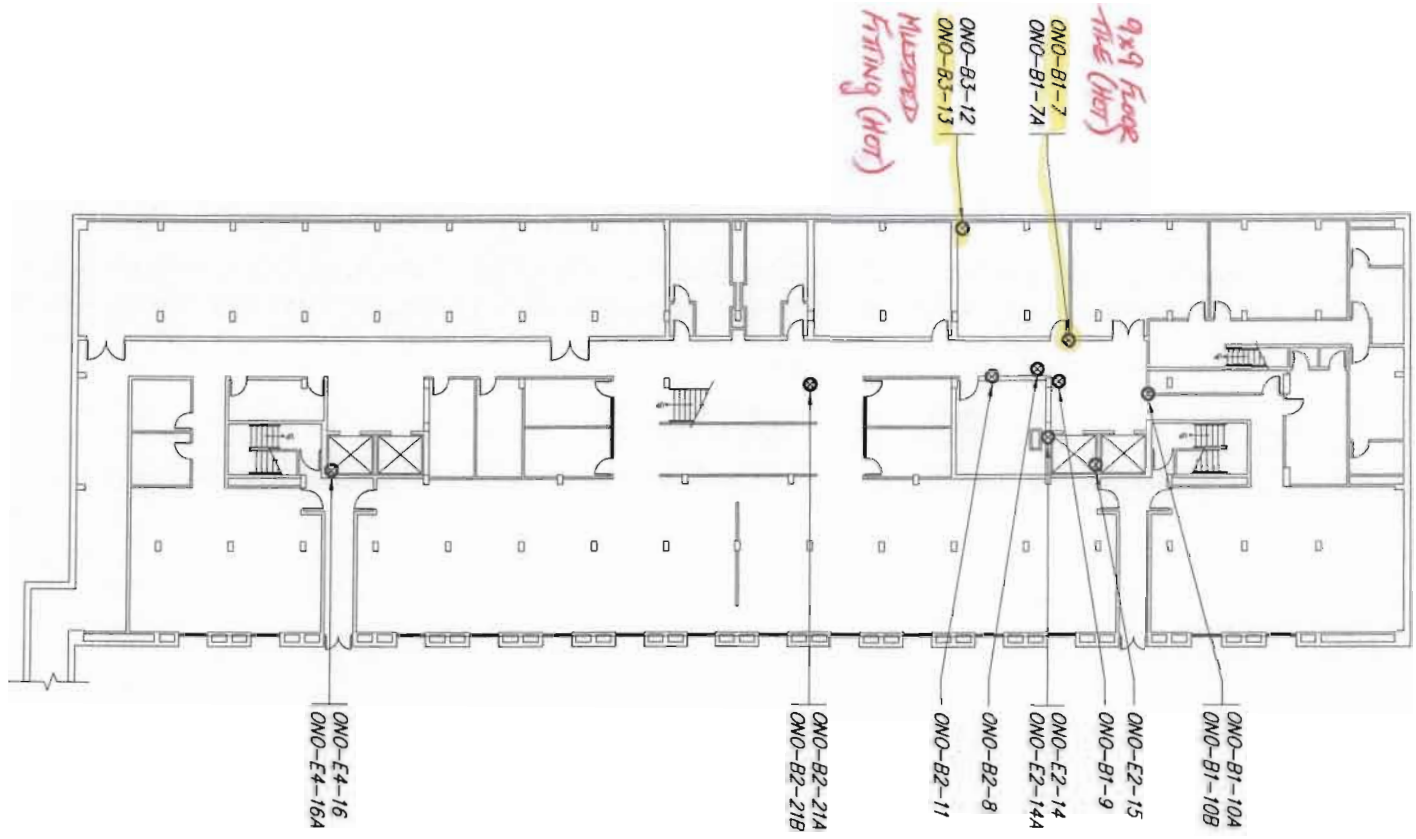 9x9 FLOOR
TILE (HOT)
ONO-B1-7
ONO-B1-7A
ONO-B3-12
ONO-B3-13
MUDDED
FITTING (HOT)
ONO-B1-10A
ONO-B1-10B
ONO-E2-15
ONO-B1-9
ONO-E2-14
ONO-E2-14A
ONO-B2-8
ONO-B2-11
ONO-B2-21A
ONO-B2-21B
ONO-E4-16
ONO-E4-16A